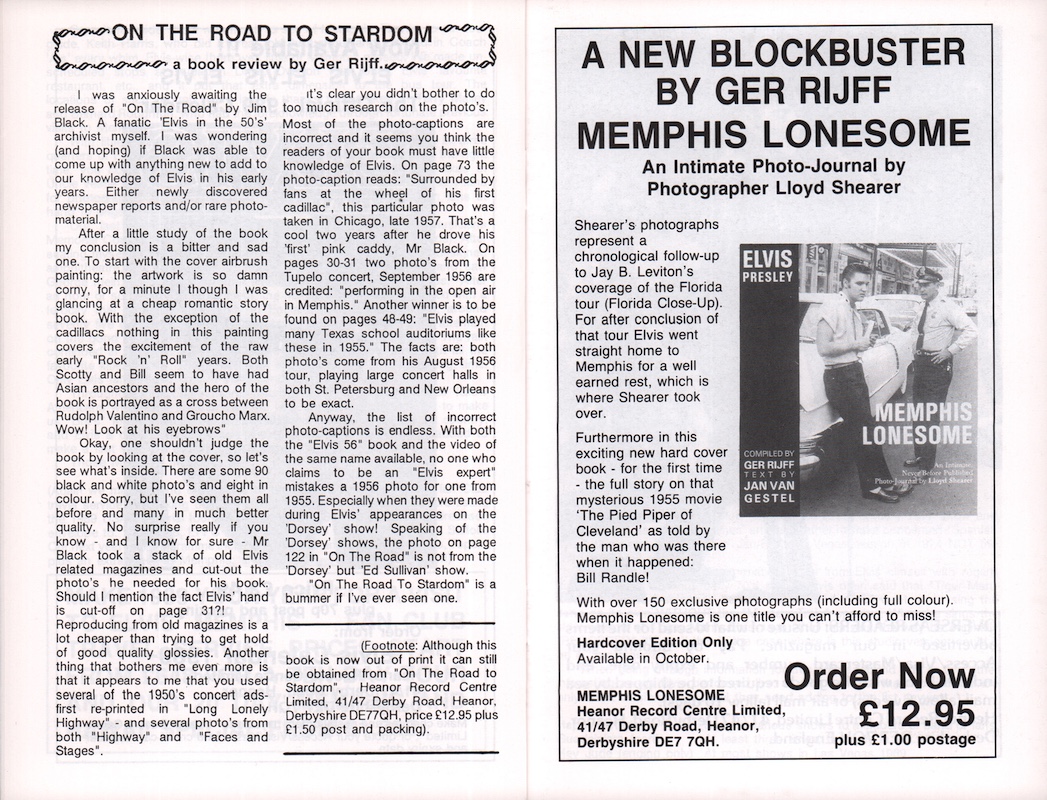 ON THE ROAD TO STARDOM
a book review by Ger Rijff.
I was anxiously awaiting the
release of "On The Road" by Jim
Black. A fanatic 'Elvis in the 50's'
archivist myself. I was wondering
(and hoping) if Black was able to
come up with anything new to add to
our knowledge of Elvis in his early
years. Either newly discovered
newspaper reports and/or rare photo-
material.
After a little study of the book
my conclusion is a bitter and sad
one. To start with the cover airbrush
painting: the artwork is so damn
corny, for a minute I though I was
glancing at a cheap romantic story
book. With the exception of the
cadillacs nothing in this painting
covers the excitement of the raw
early "Rock 'n' Roll" years. Both
Scotty and Bill seem to have had
Asian ancestors and the hero of the
book is portrayed as a cross between
Rudolph Valentino and Groucho Marx.
Wow! Look at his eyebrows"
Okay, one shouldn't judge the
book by looking at the cover, so let's
see what's inside. There are some 90
black and white photo's and eight in
colour. Sorry, but I've seen them all
before and many in much better
quality. No surprise really if you
know - and I know for sure - Mr
Black took a stack of old Elvis
related magazines and cut-out the
photo's he needed for his book.
Should I mention the fact Elvis' hand
is cut-off on page 31?!
Reproducing from old magazines is a
lot cheaper than trying to get hold
of good quality glossies. Another
thing that bothers me even more is
that it appears to me that you used
several of the 1950's concert ads-
first re-printed in "Long Lonely
Highway" - and several photo's from
both "Highway" and "Faces and
Stages".
it's clear you didn't bother to do
too much research on the photo's.
Most of the photo-captions are
incorrect and it seems you think the
readers of your book must have little
knowledge of Elvis. On page 73 the
photo-caption reads: "Surrounded by
fans at the wheel of his first
cadillac", this particular photo was
taken in Chicago, late 1957. That's a
cool two years after he drove his
'first' pink caddy, Mr Black. On
pages 30-31 two photo's from the
Tupelo concert, September 1956 are
credited: "performing in the open air
in Memphis." Another winner is to be
found on pages 48-49: "Elvis played
many Texas school auditoriums like
these in 1955." The facts are: both
photo's come from his August 1956
tour, playing large concert halls in
both St. Petersburg and New Orleans
to be exact.
Anyway, the list of incorrect
photo-captions is endless. With both
the "Elvis 56" book and the video of
the same name available, no one who
claims to be an "Elvis expert"
mistakes a 1956 photo for one from
1955. Especially when they were made
during Elvis' appearances on the
'Dorsey' show! Speaking of the
'Dorsey' shows, the photo on page
122 in "On The Road" is not from the
'Dorsey' but 'Ed Sullivan' show.
"On The Road To Stardom" is a
bummer if I've ever seen one.
(Footnote: Although this
book is now out of print it can still
be obtained from "On The Road to
Stardom", Heanor Record Centre
Limited, 41/47 Derby Road, Heanor,
Derbyshire DE77QH, price £12.95 plus
£1.50 post and packing).
A NEW BLOCKBUSTER
BY GER RIJFF
MEMPHIS LONESOME
An Intimate Photo-Journal by
Photographer Lloyd Shearer
Shearer's photographs
represent a
chronological follow-up
to Jay B. Leviton's
coverage of the Florida
tour (Florida Close-Up).
For after conclusion of
that tour Elvis went
straight home to
Memphis for a well
earned rest, which is
where Shearer took
over.
Furthermore in this
exciting new hard cover
book - for the first time
- the full story on that
mysterious 1955 movie
'The Pied Piper of
Cleveland' as told by
the man who was there
when it happened:
Bill Randle!
ELVIS
PRESLEY
MEMPHIS
LONESOME
COMPILED BY
GER RIJFF
TEXT BY
JAN VAN
GESTEL
An Intimate,
Never Before Published
Photo-Journal by Lloyd Shearer
With over 150 exclusive photographs (including full colour).
Memphis Lonesome is one title you can't afford to miss!
Hardcover Edition Only
Available in October.
MEMPHIS LONESOME
Heanor Record Centre Limited,
41/47 Derby Road, Heanor,
Derbyshire DE7 7QH.
Order Now
£12.95
plus £1.00 postage